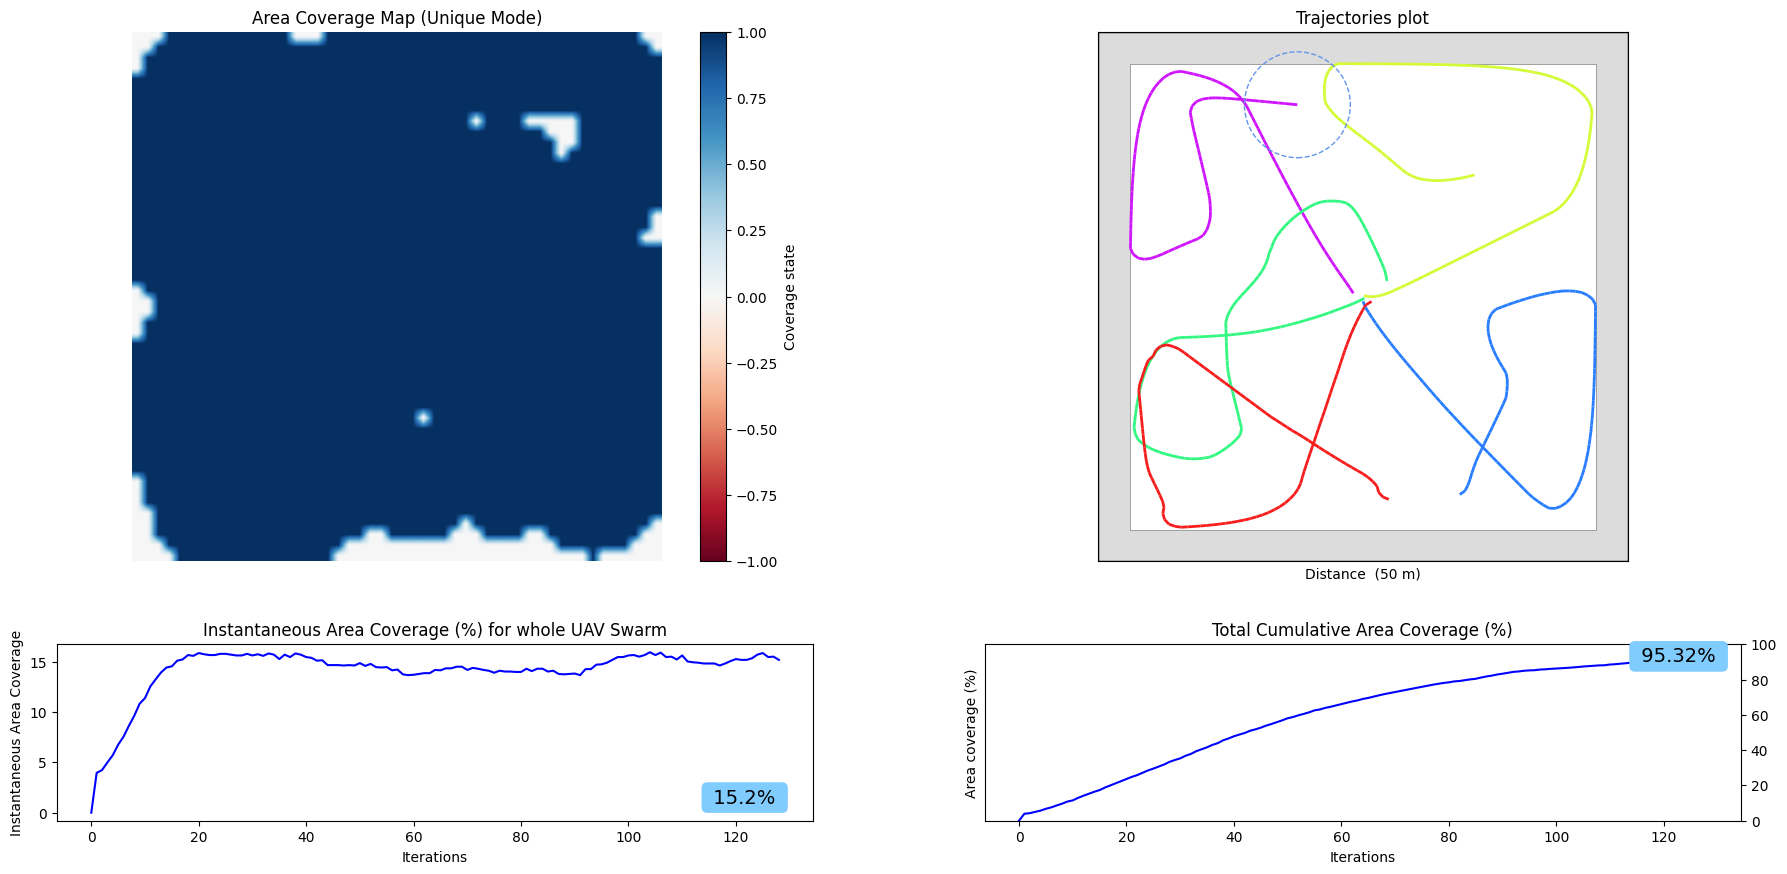 Area Coverage Map (Unique Mode)
1.00
0.75
0.50
0.25
0.00
−0.25
−0.50
−0.75
−1.00
Coverage state
Trajectories plot
Distance  (50 m)
Instantaneous Area Coverage (%) for whole UAV Swarm
Instantaneous Area Coverage
15
10
5
0
15.2%
0 20 40 60 80 100 120
Iterations
Total Cumulative Area Coverage (%)
Area coverage (%)
95.32%
100
80
60
40
20
0
0 20 40 60 80 100 120
Iterations